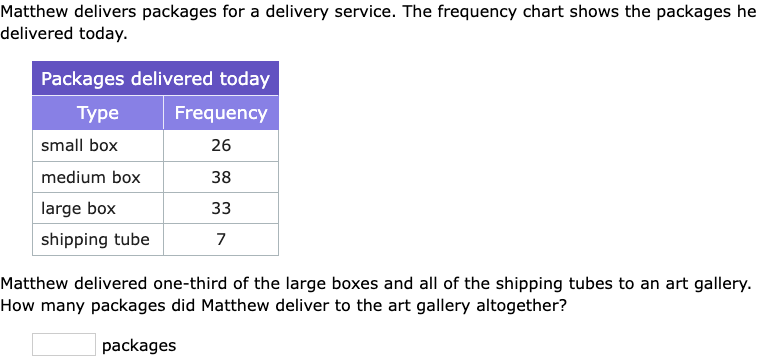 Matthew delivers packages for a delivery service. The frequency chart shows the packages he
delivered today.
Packages delivered today
Type Frequency
small box 26
medium box 38
large box 33
shipping tube 7
Matthew delivered one-third of the large boxes and all of the shipping tubes to an art gallery.
How many packages did Matthew deliver to the art gallery altogether?
packages